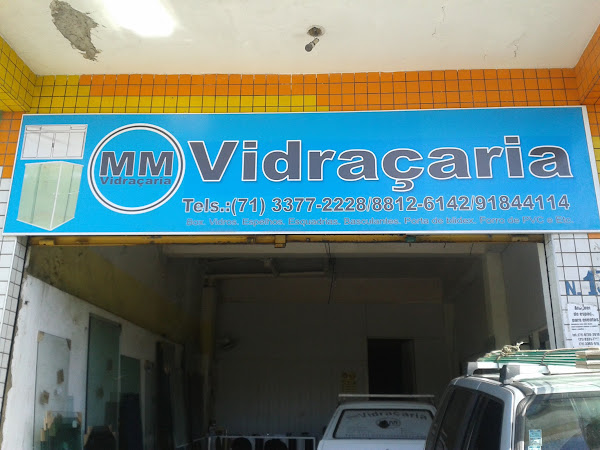 MM
Vidraçaria
Vidraçaria
Tels.:(71) 3377-2228/8812-6142/91844114
Box. Vidros. Espelhos. Esquadrias. Basculantes. Porta de blidex. Forro de PVC e Etc.
N.
Vidraçaria